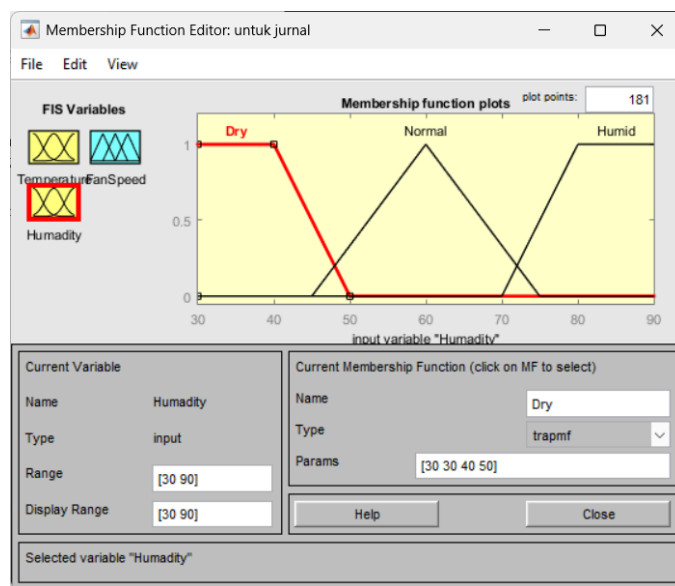 Membership Function Editor: untuk jurnal
File Edit View
FIS Variables
Temperature
FanSpeed
Humadity
Membership function plots
plot points:
181
Dry
Normal
Humid
1
0.5
0
30 40 50 60 70 80 90
input variable "Humadity"
Current Variable
Name Humadity
Type input
Range [30 90]
Display Range [30 90]
Current Membership Function (click on MF to select)
Name Dry
Type trapmf
Params [30 30 40 50]
Help Close
Selected variable "Humadity"